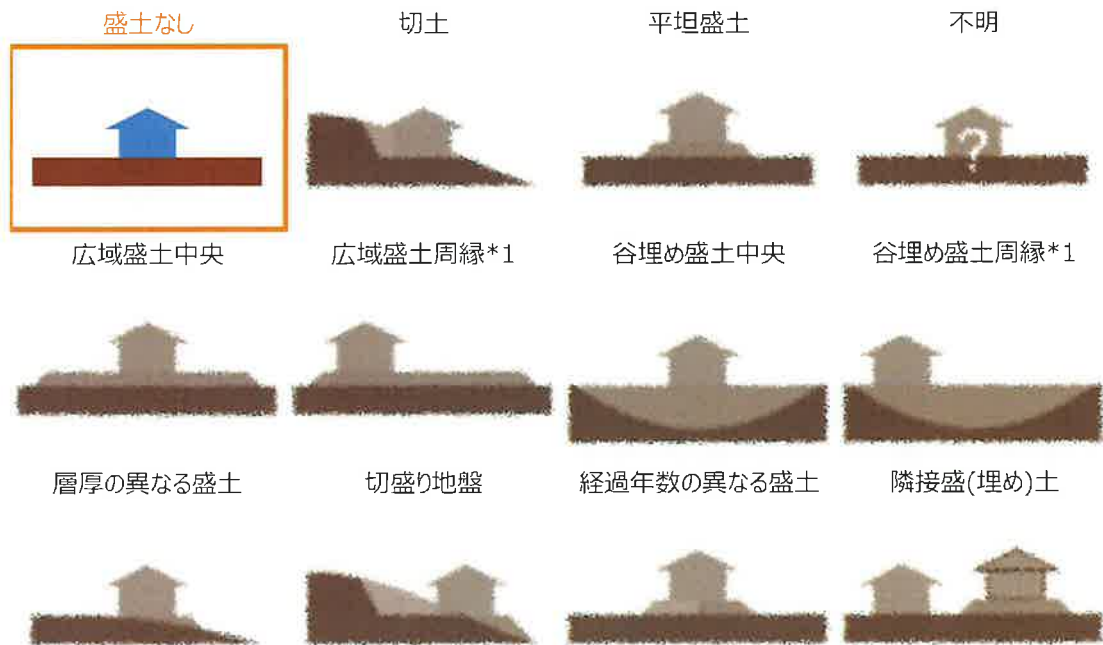 盛土なし 切土 平坦盛土 不明
?
広域盛土中央 広域盛土周縁*1 谷埋め盛土中央 谷埋め盛土周縁*1
層厚の異なる盛土 切盛り地盤 経過年数の異なる盛土 隣接盛(埋め)土